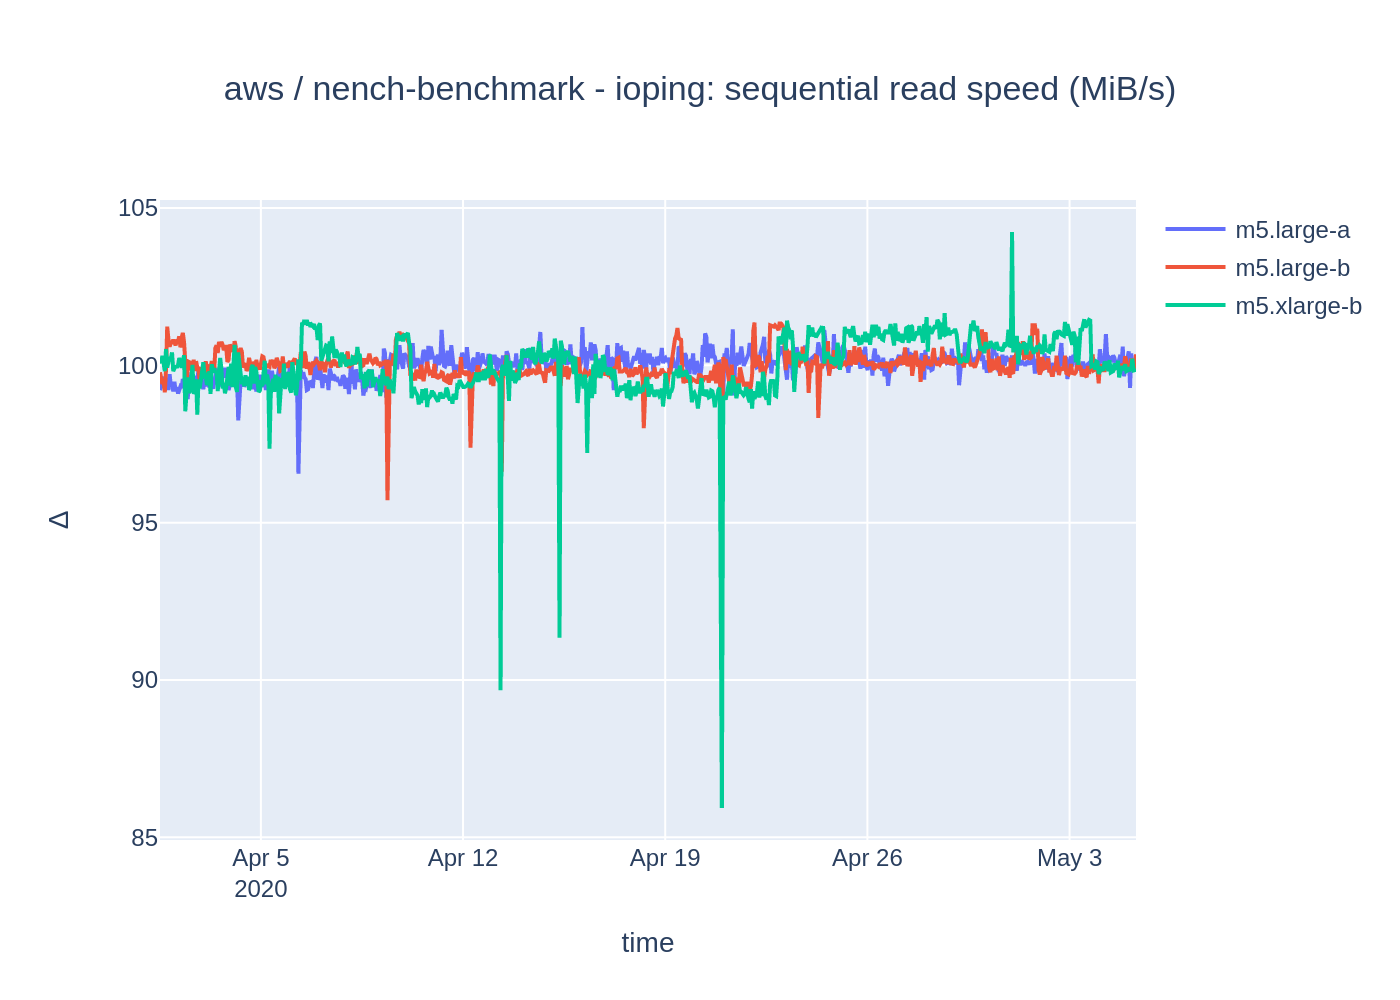 aws / nench-benchmark - ioping: sequential read speed (MiB/s)
105
100
95
90
85
Δ
Apr 5
2020
Apr 12
Apr 19
Apr 26
May 3
time
m5.large-a
m5.large-b
m5.xlarge-b